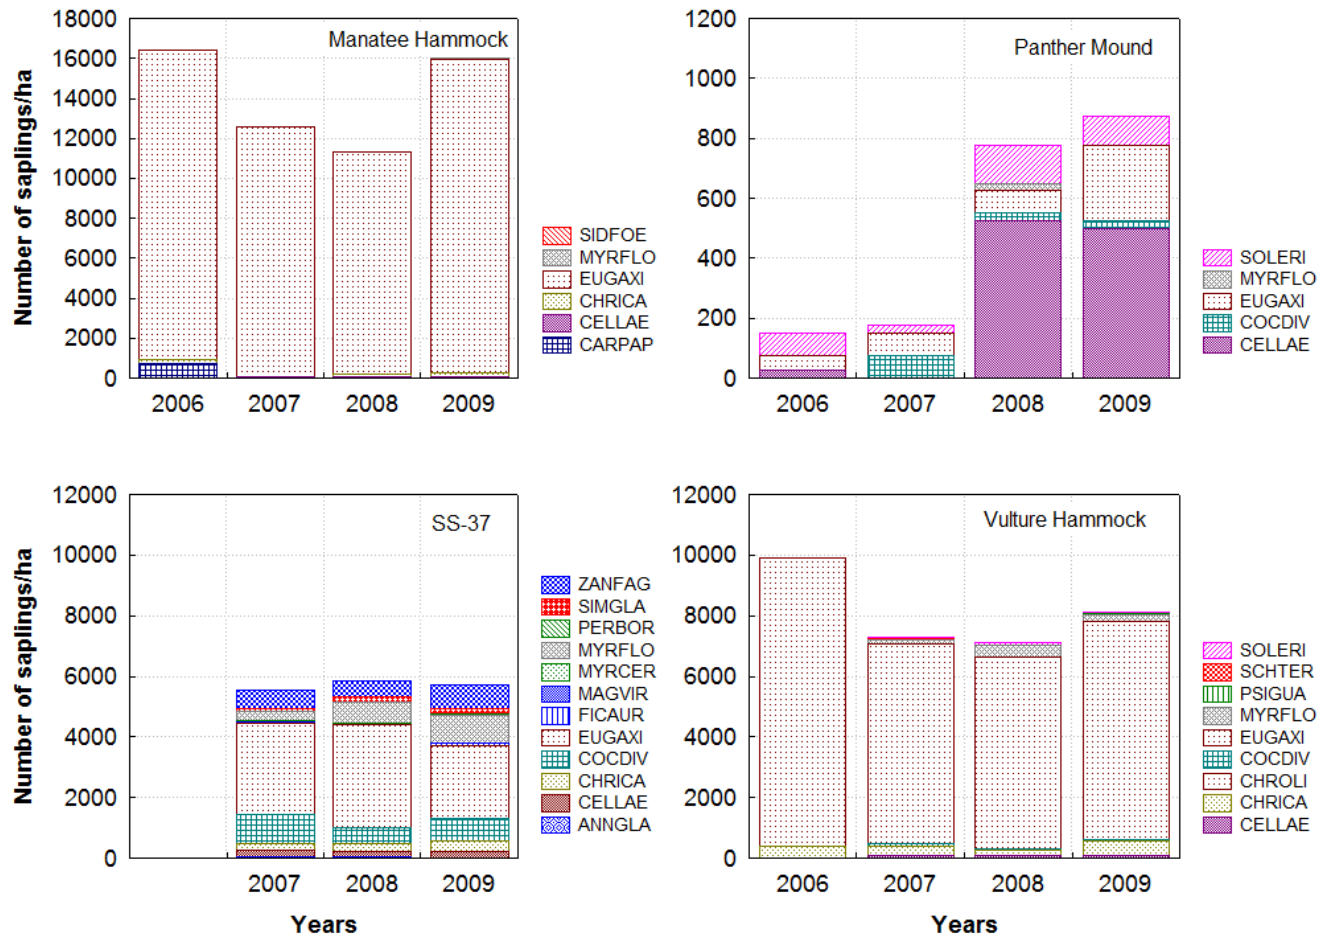 Manatee Hammock
Number of saplings/ha
18000
16000
14000
12000
10000
8000
6000
4000
2000
0
2006 2007 2008 2009
SIDFOE
MYRFLO
EUGAXI
CHRICA
CELLAE
CARPAP
Panther Mound
1200
1000
800
600
400
200
0
2006 2007 2008 2009
SOLERI
MYRFLO
EUGAXI
COCDIV
CELLAE
SS-37
Number of saplings/ha
12000
10000
8000
6000
4000
2000
0
2007 2008 2009
Years
ZANFAG
SIMGLA
PERBOR
MYRFLO
MYRCER
MAGVIR
FICAUR
EUGAXI
COCDIV
CHRICA
CELLAE
ANNGLA
Vulture Hammock
12000
10000
8000
6000
4000
2000
0
2006 2007 2008 2009
Years
SOLERI
SCHTER
PSIGUA
MYRFLO
EUGAXI
COCDIV
CHROLI
CHRICA
CELLAE